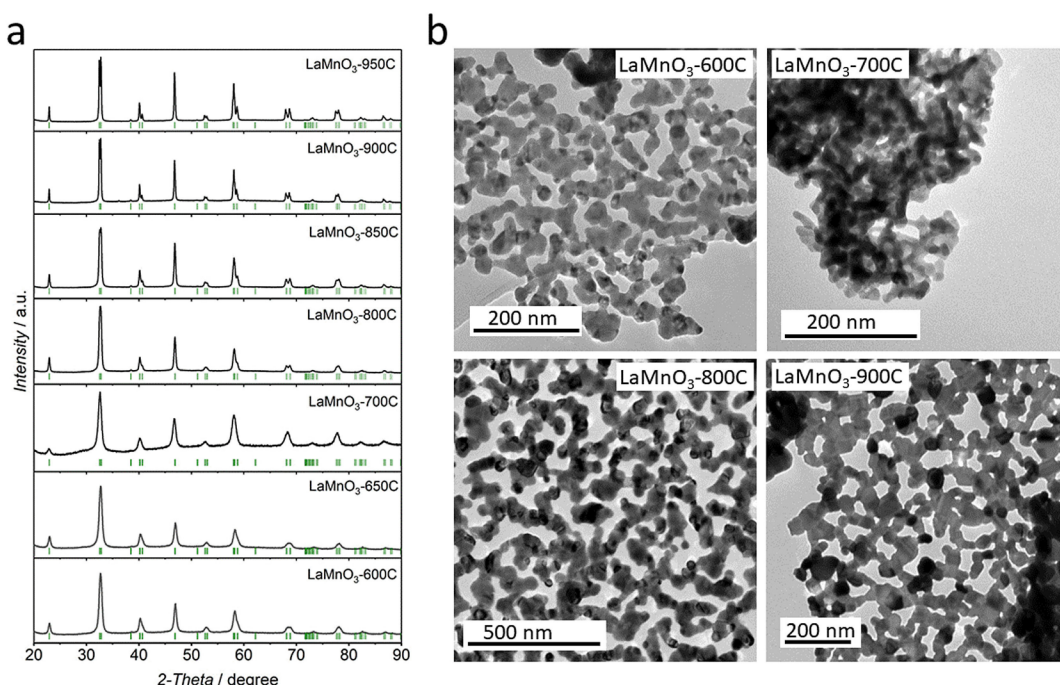 a
LaMnO3-950C
LaMnO3-900C
LaMnO3-850C
LaMnO3-800C
LaMnO3-700C
LaMnO3-650C
LaMnO3-600C
Intensity / a.u.
20 30 40 50 60 70 80 90
2-Theta / degree
b
LaMnO3-600C
200 nm
LaMnO3-700C
200 nm
LaMnO3-800C
500 nm
LaMnO3-900C
200 nm